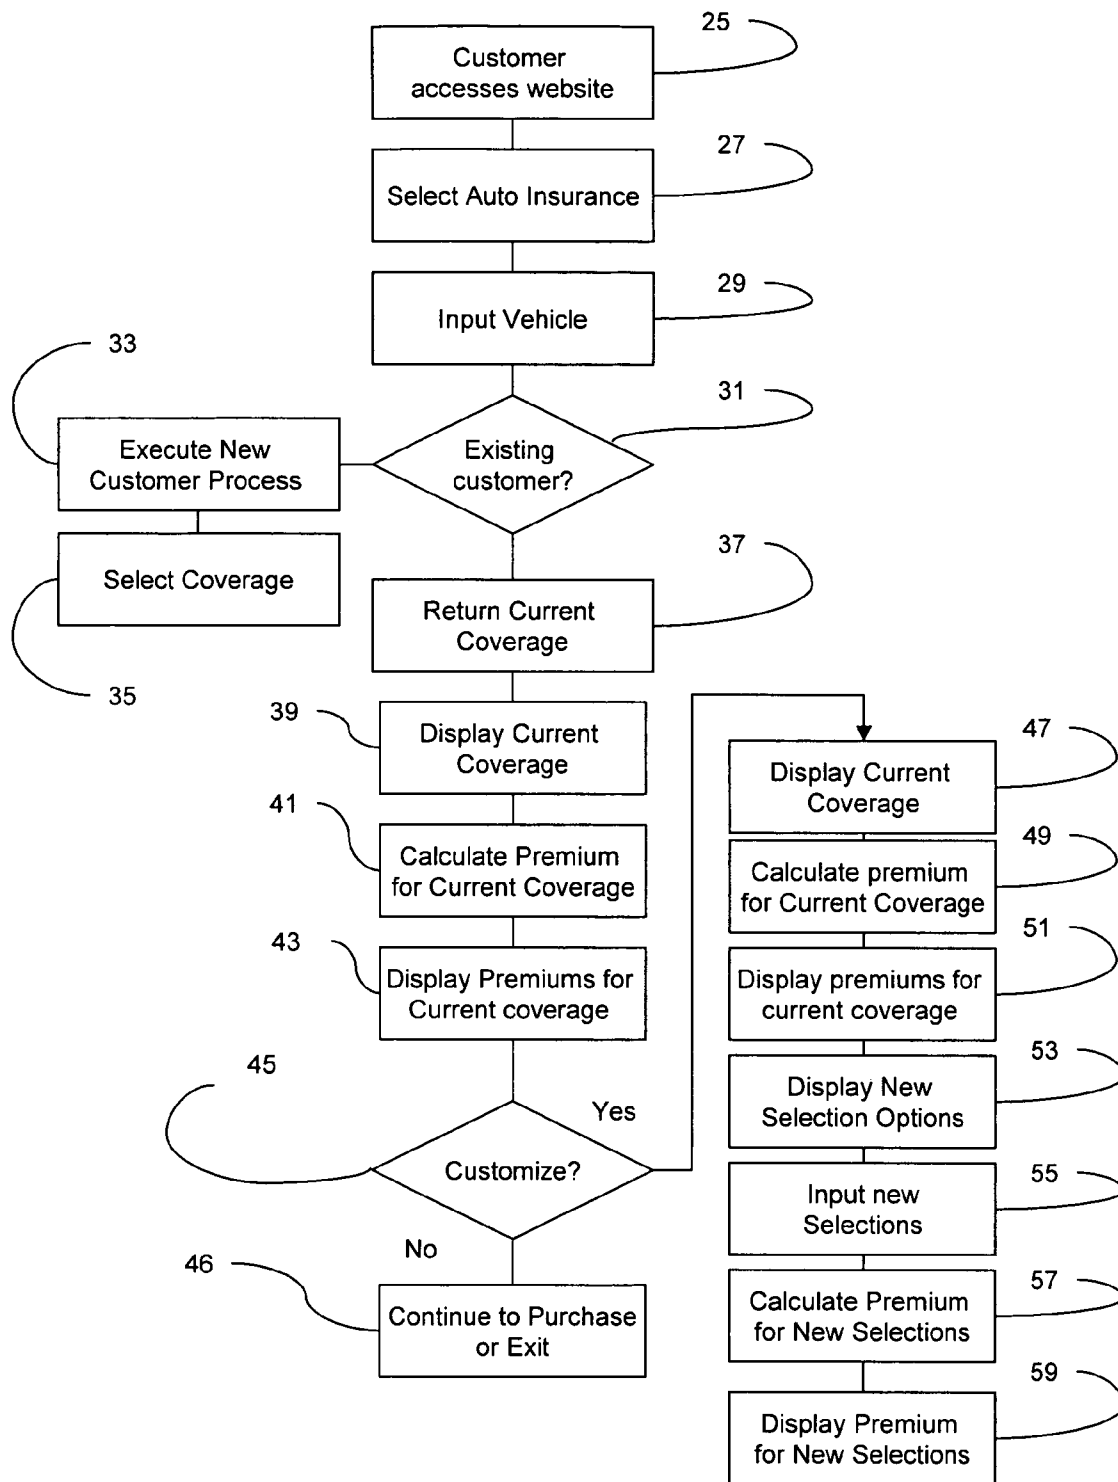 25
Customer
accesses website
27
Select Auto Insurance
29
Input Vehicle
33
31
Execute New
Customer Process
Existing
customer?
37
Select Coverage
Return Current
Coverage
35
39
Display Current
Coverage
47
Display Current
Coverage
41
Calculate Premium
for Current Coverage
49
Calculate premium
for Current Coverage
43
Display Premiums for
Current coverage
51
Display premiums for
current coverage
45
53
Display New
Selection Options
Yes
Customize?
55
Input new
Selections
No
46
Continue to Purchase
or Exit
57
Calculate Premium
for New Selections
59
Display Premium
for New Selections